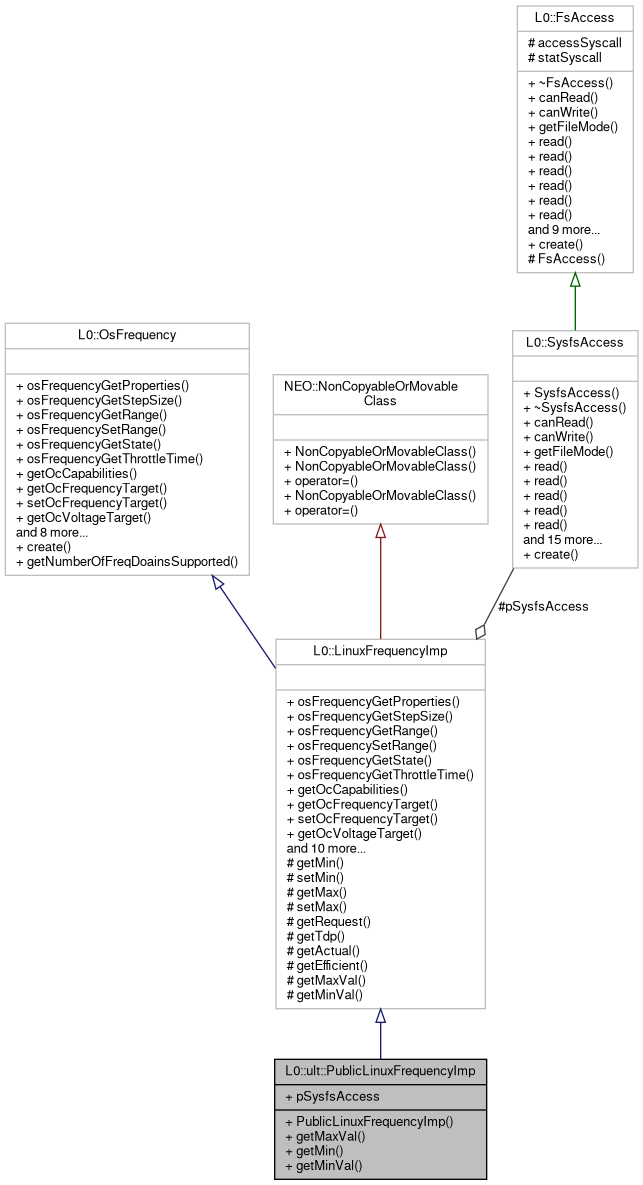 L0::FsAccess
# accessSyscall
# statSyscall
+ ~FsAccess()
+ canRead()
+ canWrite()
+ getFileMode()
+ read()
+ read()
+ read()
+ read()
+ read()
+ read()
and 9 more...
+ create()
# FsAccess()
L0::OsFrequency
+ osFrequencyGetProperties()
+ osFrequencyGetStepSize()
+ osFrequencyGetRange()
+ osFrequencySetRange()
+ osFrequencyGetState()
+ osFrequencyGetThrottleTime()
+ getOcCapabilities()
+ getOcFrequencyTarget()
+ setOcFrequencyTarget()
+ getOcVoltageTarget()
and 8 more...
+ create()
+ getNumberOfFreqDoainsSupported()
NEO::NonCopyableOrMovable
Class
+ NonCopyableOrMovableClass()
+ NonCopyableOrMovableClass()
+ operator=()
+ NonCopyableOrMovableClass()
+ operator=()
L0::SysfsAccess
+ SysfsAccess()
+ ~SysfsAccess()
+ canRead()
+ canWrite()
+ getFileMode()
+ read()
+ read()
+ read()
+ read()
+ read()
and 15 more...
+ create()
#pSysfsAccess
L0::LinuxFrequencyImp
+ osFrequencyGetProperties()
+ osFrequencyGetStepSize()
+ osFrequencyGetRange()
+ osFrequencySetRange()
+ osFrequencyGetState()
+ osFrequencyGetThrottleTime()
+ getOcCapabilities()
+ getOcFrequencyTarget()
+ setOcFrequencyTarget()
+ getOcVoltageTarget()
and 10 more...
# getMin()
# setMin()
# getMax()
# setMax()
# getRequest()
# getTdp()
# getActual()
# getEfficient()
# getMaxVal()
# getMinVal()
L0::ult::PublicLinuxFrequencyImp
+ pSysfsAccess
+ PublicLinuxFrequencyImp()
+ getMaxVal()
+ getMin()
+ getMinVal()